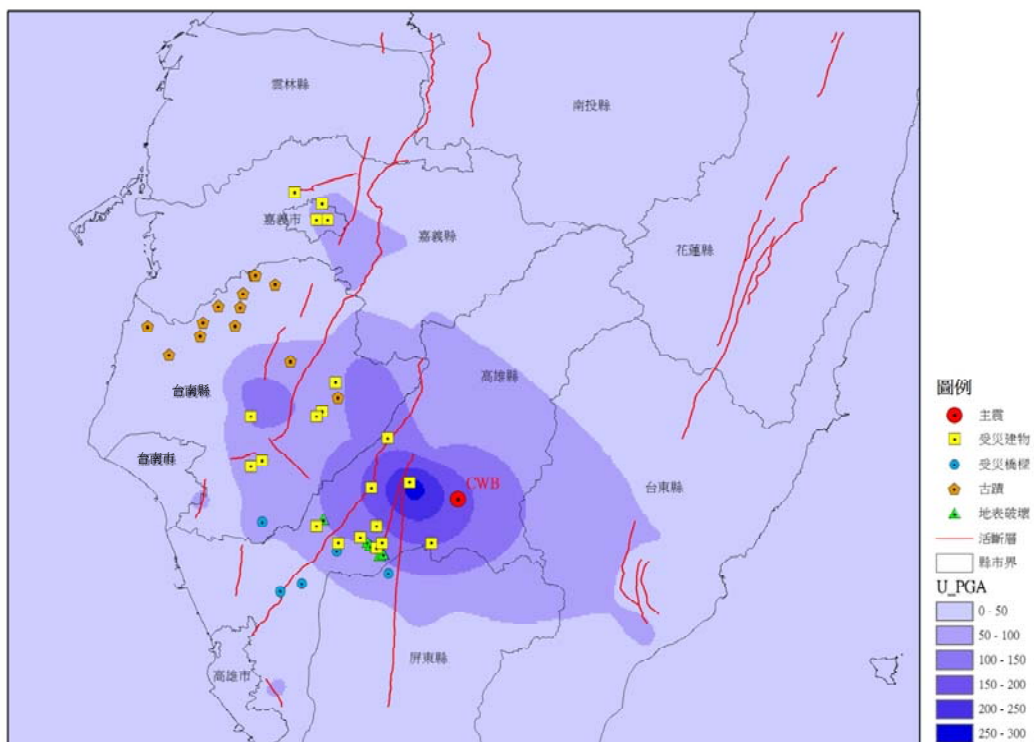 雲林縣
南投縣
嘉義市
嘉義縣
花蓮縣
高雄縣
台南縣
CWB
台東縣
屏東縣
高雄市
圖例
主震
受災建物
受災橋樑
古蹟
地表破壞
活斷層
縣市界
U_PGA
0 - 50
50 - 100
100 - 150
150 - 200
200 - 250
250 - 300